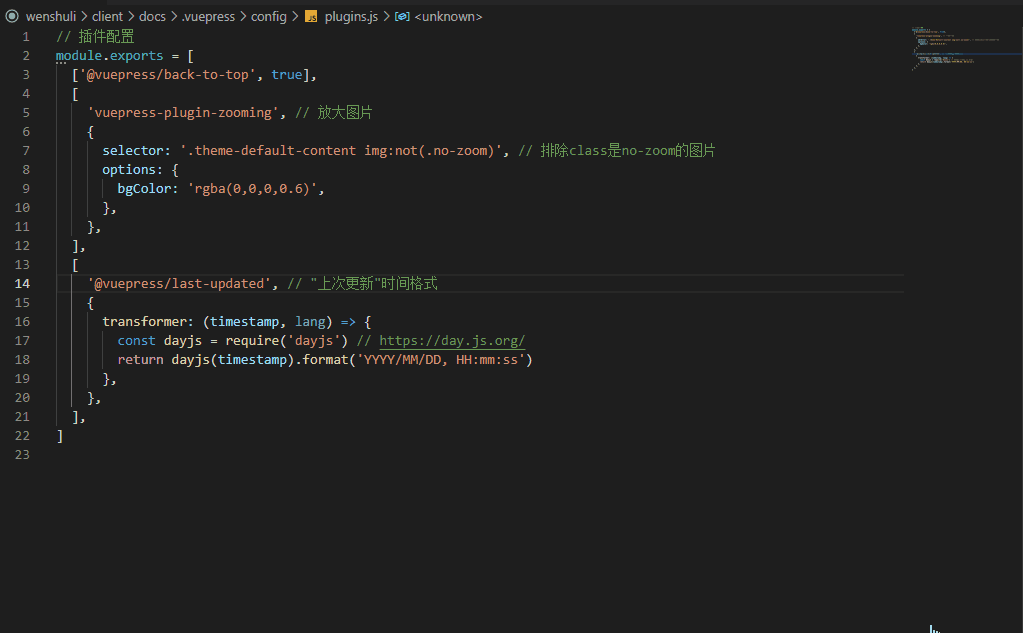 wenshuli > client > docs > .vuepress > config > JS plugins.js > <unknown>
1 // 插件配置
2 module.exports = [
3 ['@vuepress/back-to-top', true],
4 [
5 'vuepress-plugin-zooming', // 放大图片
6 {
7 selector: '.theme-default-content img:not(.no-zoom)', // 排除class是no-zoom的图片
8 options: {
9 bgColor: 'rgba(0,0,0,0.6)',
10 },
11 },
12 ],
13 [
14 '@vuepress/last-updated', // "上次更新"时间格式
15 {
16 transformer: (timestamp, lang) => {
17 const dayjs = require('dayjs') // https://day.js.org/
18 return dayjs(timestamp).format('YYYY/MM/DD, HH:mm:ss')
19 },
20 },
21 ],
22 ]
23